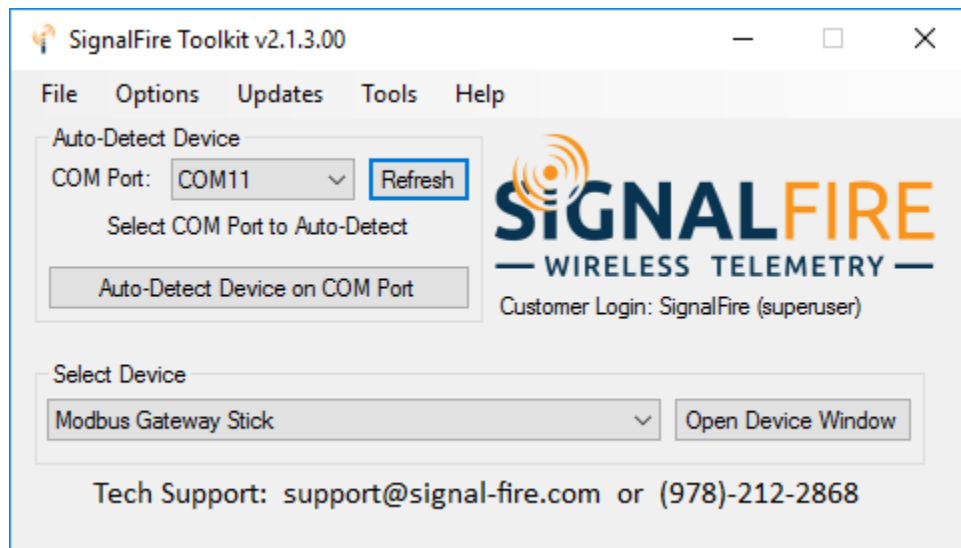 SignalFire Toolkit v2.1.3.00
File Options Updates Tools Help
Auto-Detect Device
COM Port: COM11 Refresh
Select COM Port to Auto-Detect
Auto-Detect Device on COM Port
SIGNALFIRE
WIRELESS TELEMETRY
Customer Login: SignalFire (superuser)
Select Device
Modbus Gateway Stick Open Device Window
Tech Support: support@signal-fire.com or (978)-212-2868